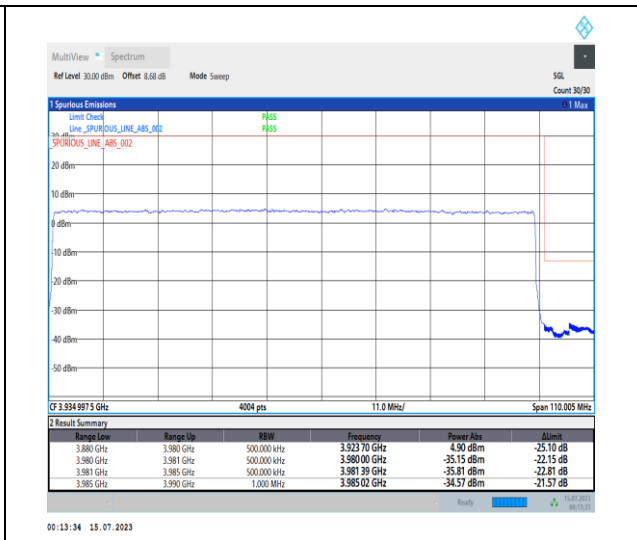 MultiView Spectrum
Ref Level 30.00 dBm Offset 8.68 dB Mode Sweep SGL
Count 30/30
1 Spurious Emissions 1 Max
Limit Check PASS
Line _SPURIOUS_LINE_ABS_002 PASS
30 dBm
_SPURIOUS_LINE_ABS_002
20 dBm
10 dBm
0 dBm
-10 dBm
-20 dBm
-30 dBm
-40 dBm
-50 dBm
CF 3.934 997 5 GHz 4004 pts 11.0 MHz/ Span 110.005 MHz
2 Result Summary
Range Low Range Up RBW Frequency Power Abs ΔLimit
3.880 GHz 3.980 GHz 500.000 kHz 3.923 70 GHz 4.90 dBm -25.10 dB
3.980 GHz 3.981 GHz 500.000 kHz 3.980 00 GHz -35.15 dBm -22.15 dB
3.981 GHz 3.985 GHz 500.000 kHz 3.981 39 GHz -35.81 dBm -22.81 dB
3.985 GHz 3.990 GHz 1.000 MHz 3.985 02 GHz -34.57 dBm -21.57 dB
Ready 15.07.2023
00:13:33
00:13:34 15.07.2023